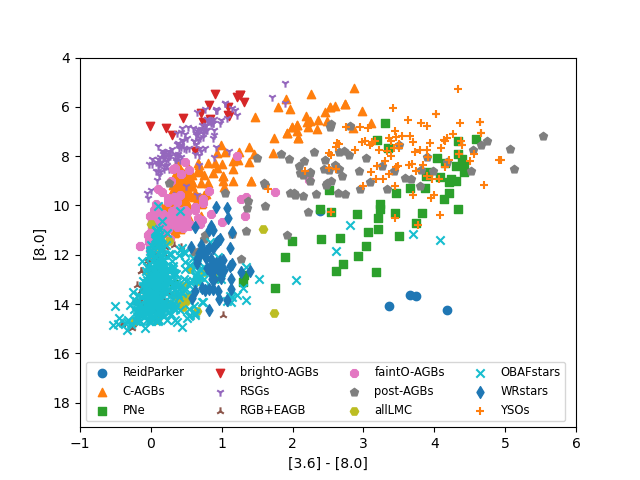 4
6
8
10
12
14
16
18
[8.0]
ReidParker
C-AGBs
PNe
brightO-AGBs
RSGs
RGB+EAGB
faintO-AGBs
post-AGBs
allLMC
OBAFstars
WRstars
YSOs
−1 0 1 2 3 4 5 6
[3.6] - [8.0]